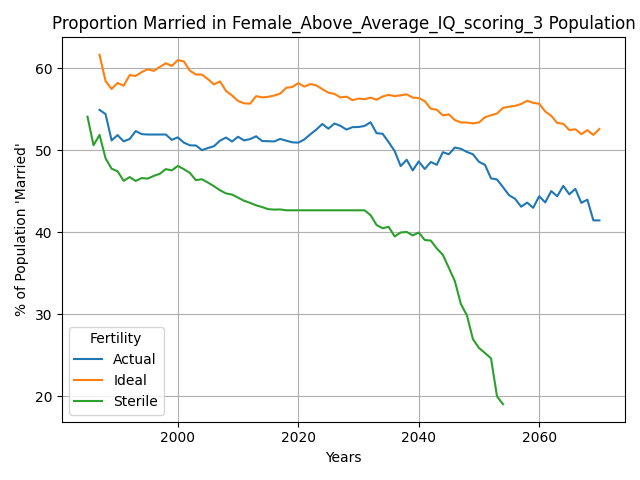 Proportion Married in Female_Above_Average_IQ_scoring_3 Population
% of Population 'Married'
60
50
40
30
20
Fertility
Actual
Ideal
Sterile
2000 2020 2040 2060
Years